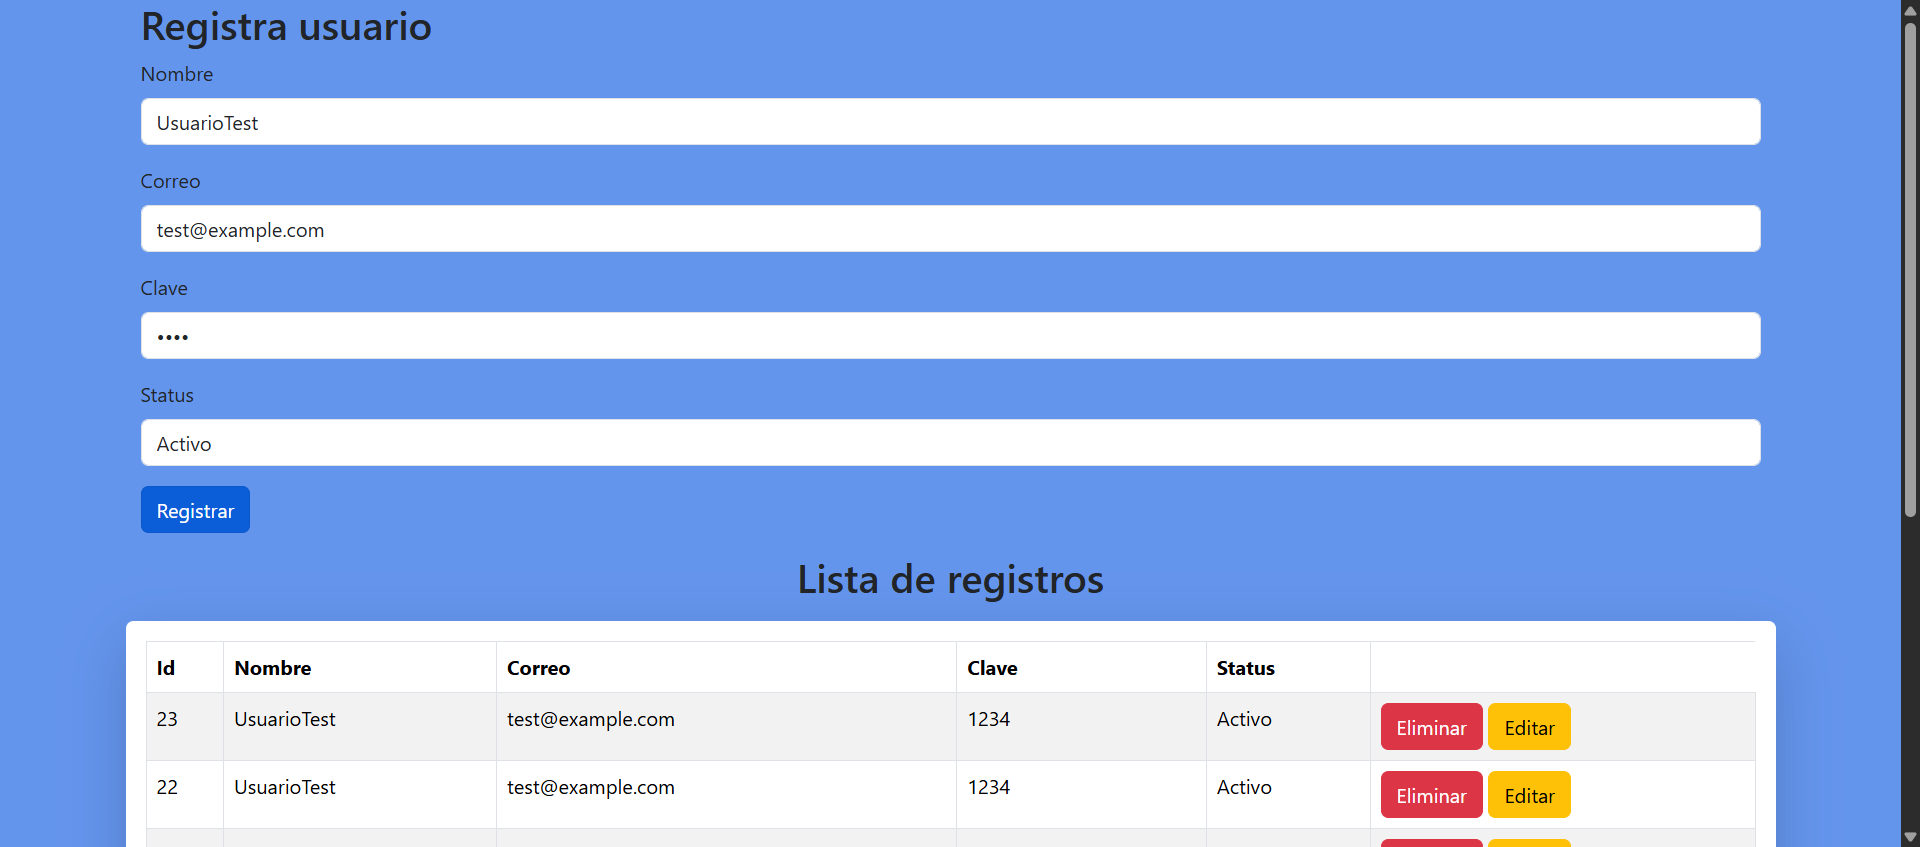 Registra usuario
Nombre
UsuarioTest
Correo
test@example.com
Clave
••••
Status
Activo
Registrar
Lista de registros
Id Nombre Correo Clave Status
23 UsuarioTest test@example.com 1234 Activo Eliminar Editar
22 UsuarioTest test@example.com 1234 Activo Eliminar Editar